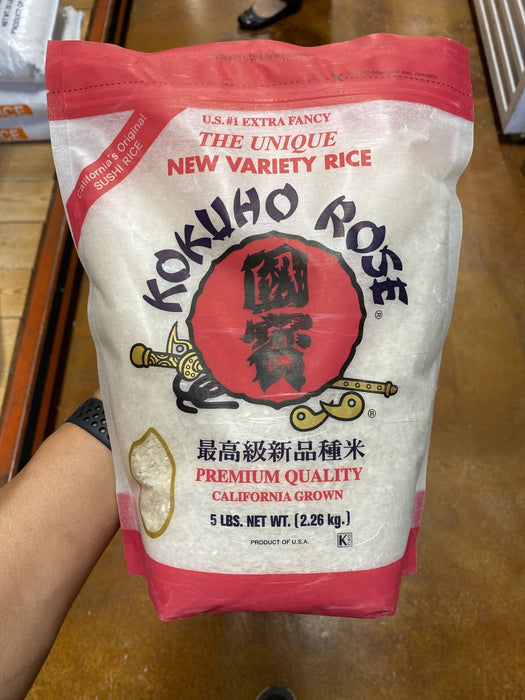 U.S. #1 EXTRA FANCY
THE UNIQUE
NEW VARIETY RICE
California's Original
SUSHI RICE
KOKUHO ROSE
®
國寳
®
最高級新品種米
PREMIUM QUALITY
CALIFORNIA GROWN
5 LBS. NET WT. (2.26 kg.)
PRODUCT OF U.S.A.
K